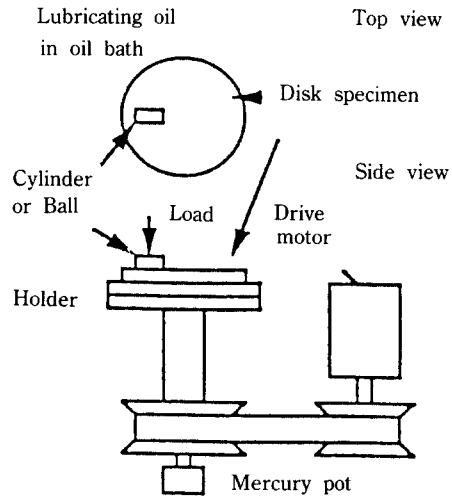 Lubricating oil
in oil bath
Top view
Disk specimen
Cylinder
or Ball
Side view
Load
Drive
motor
Holder
Mercury pot